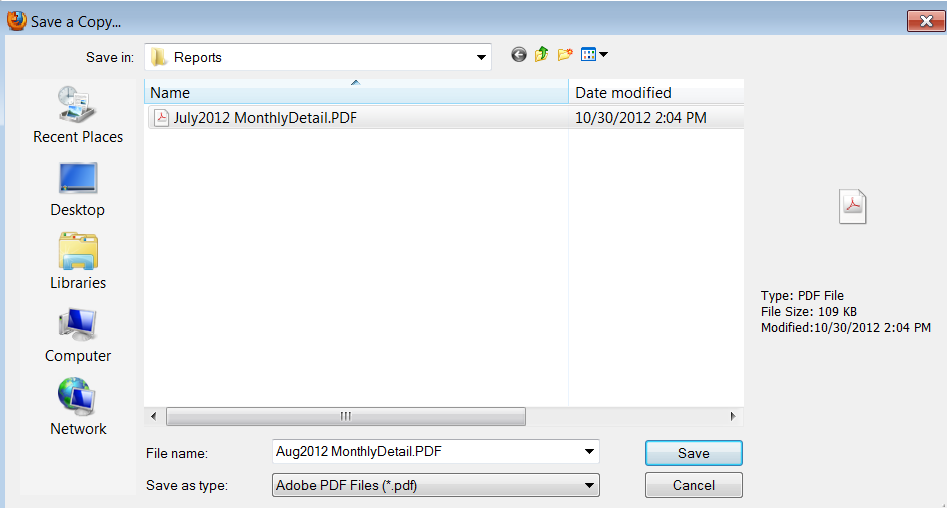 Save a Copy...
Save in: Reports
Name Date modified
July2012 MonthlyDetail.PDF 10/30/2012 2:04 PM
Recent Places
Desktop
Libraries
Computer
Network
Type: PDF File
File Size: 109 KB
Modified:10/30/2012 2:04 PM
File name: Aug2012 MonthlyDetail.PDF Save
Save as type: Adobe PDF Files (*.pdf) Cancel